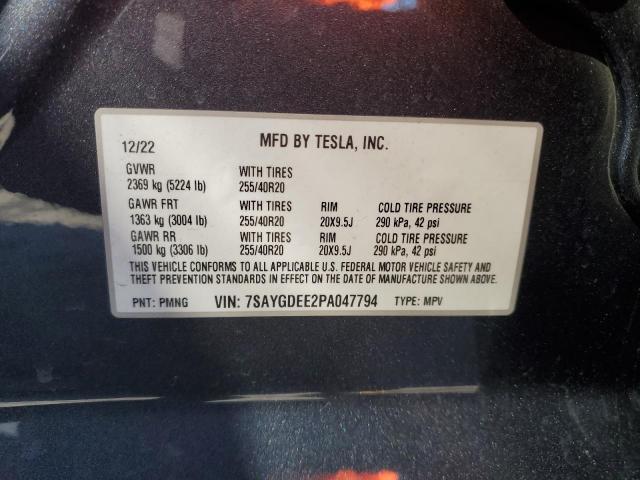 12/22 MFD BY TESLA, INC.
GVWR WITH TIRES
2369 kg (5224 lb) 255/40R20
GAWR FRT WITH TIRES RIM COLD TIRE PRESSURE
1363 kg (3004 lb) 255/40R20 20X9.5J 290 kPa, 42 psi
GAWR RR WITH TIRES RIM COLD TIRE PRESSURE
1500 kg (3306 lb) 255/40R20 20X9.5J 290 kPa, 42 psi
THIS VEHICLE CONFORMS TO ALL APPLICABLE U.S. FEDERAL MOTOR VEHICLE SAFETY AND
THEFT PREVENTION STANDARDS IN EFFECT ON THE DATE OF MANUFACTURE SHOWN ABOVE.
PNT: PMNG VIN: 7SAYGDEE2PA047794 TYPE: MPV